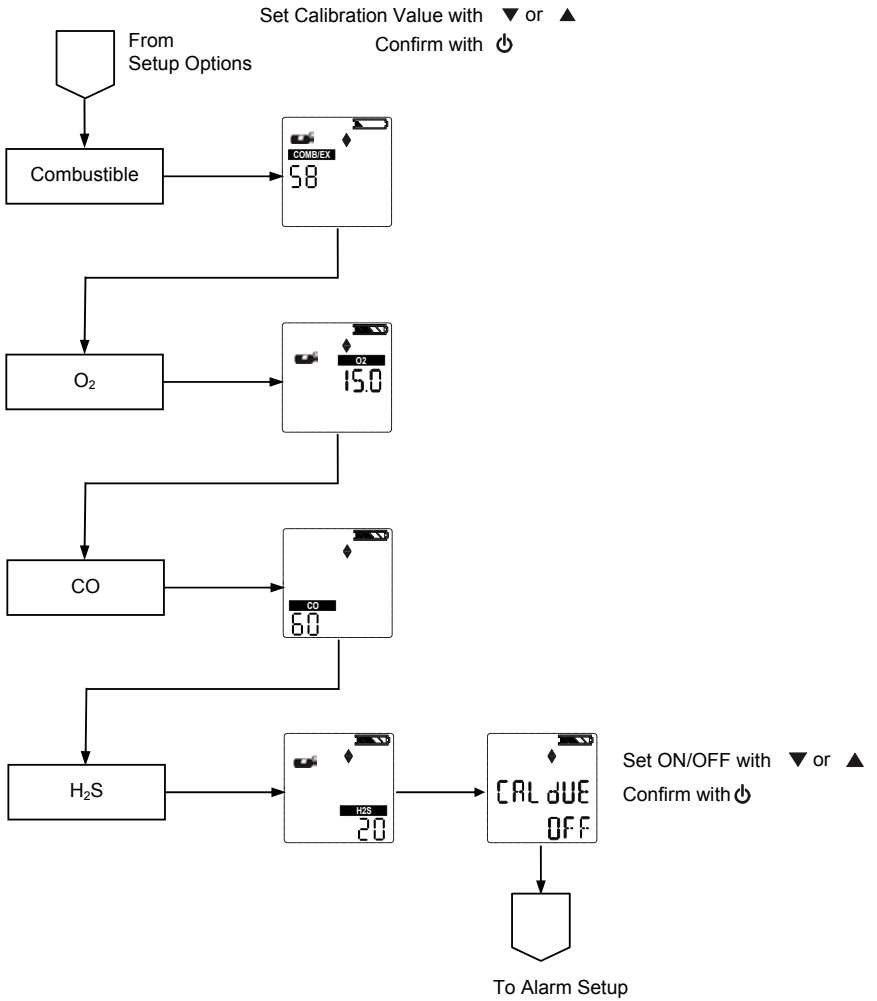 Set Calibration Value with ▼ or ▲
Confirm with ⏻
From
Setup Options
Combustible
COMB/EX
58
O₂
O2
15.0
CO
CO
60
H₂S
H2S
20
CAL dUE
OFF
Set ON/OFF with ▼ or ▲
Confirm with ⏻
To Alarm Setup